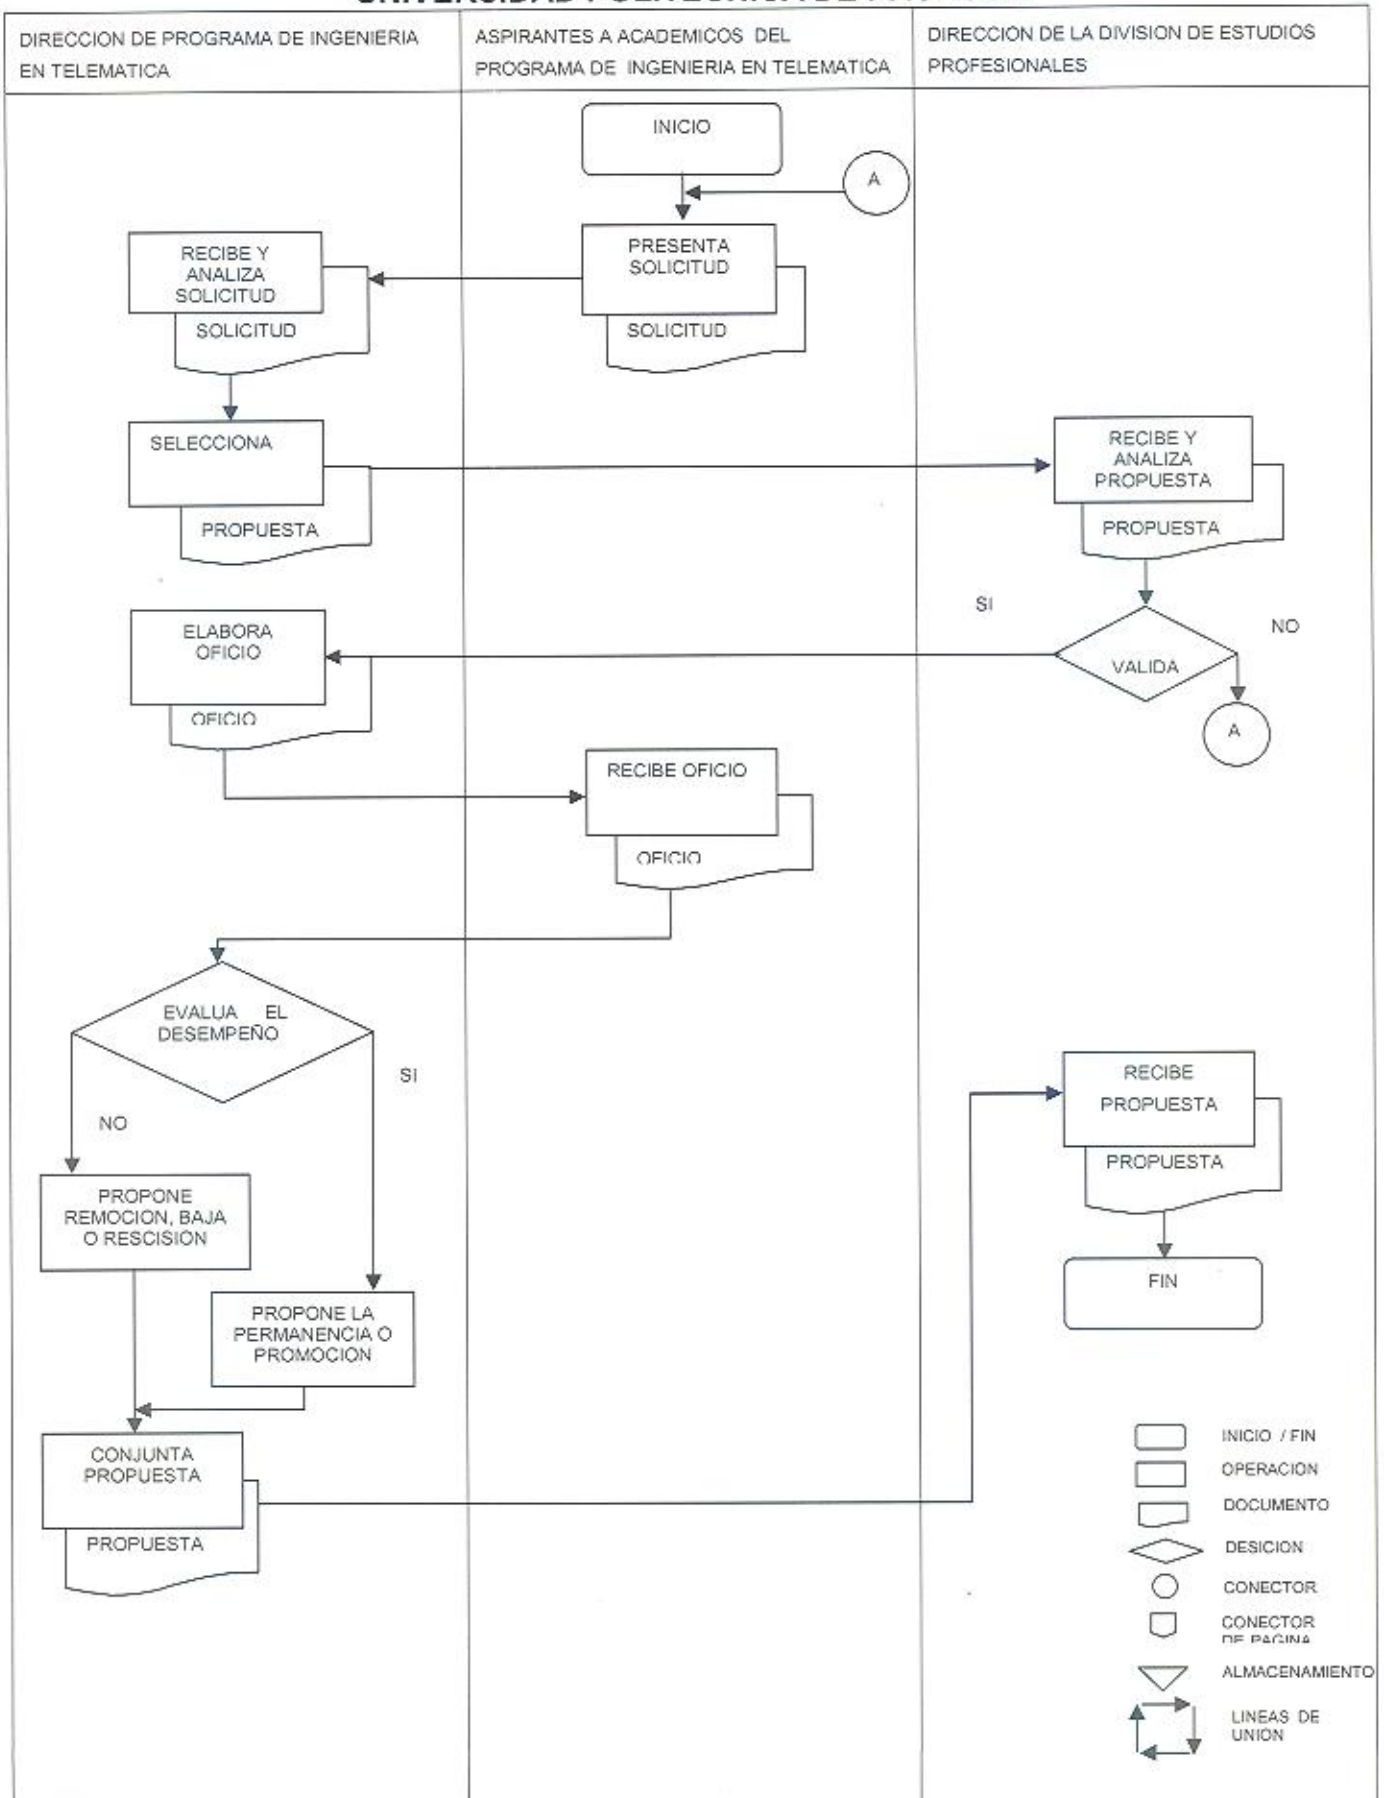 DIRECCION DE PROGRAMA DE INGENIERIA
EN TELEMATICA
ASPIRANTES A ACADEMICOS DEL
PROGRAMA DE INGENIERIA EN TELEMATICA
DIRECCION DE LA DIVISION DE ESTUDIOS
PROFESIONALES
INICIO
A
PRESENTA
SOLICITUD
SOLICITUD
RECIBE Y
ANALIZA
SOLICITUD
SOLICITUD
SELECCIONA
PROPUESTA
RECIBE Y
ANALIZA
PROPUESTA
PROPUESTA
SI
NO
VALIDA
A
ELABORA
OFICIO
OFICIO
RECIBE OFICIO
OFICIO
EVALUA EL
DESEMPEÑO
SI
NO
PROPONE
REMOCION, BAJA
O RESCISION
PROPONE LA
PERMANENCIA O
PROMOCION
CONJUNTA
PROPUESTA
PROPUESTA
RECIBE
PROPUESTA
PROPUESTA
FIN
INICIO / FIN
OPERACION
DOCUMENTO
DESICION
CONECTOR
CONECTOR
DE PAGINA
ALMACENAMIENTO
LINEAS DE
UNION